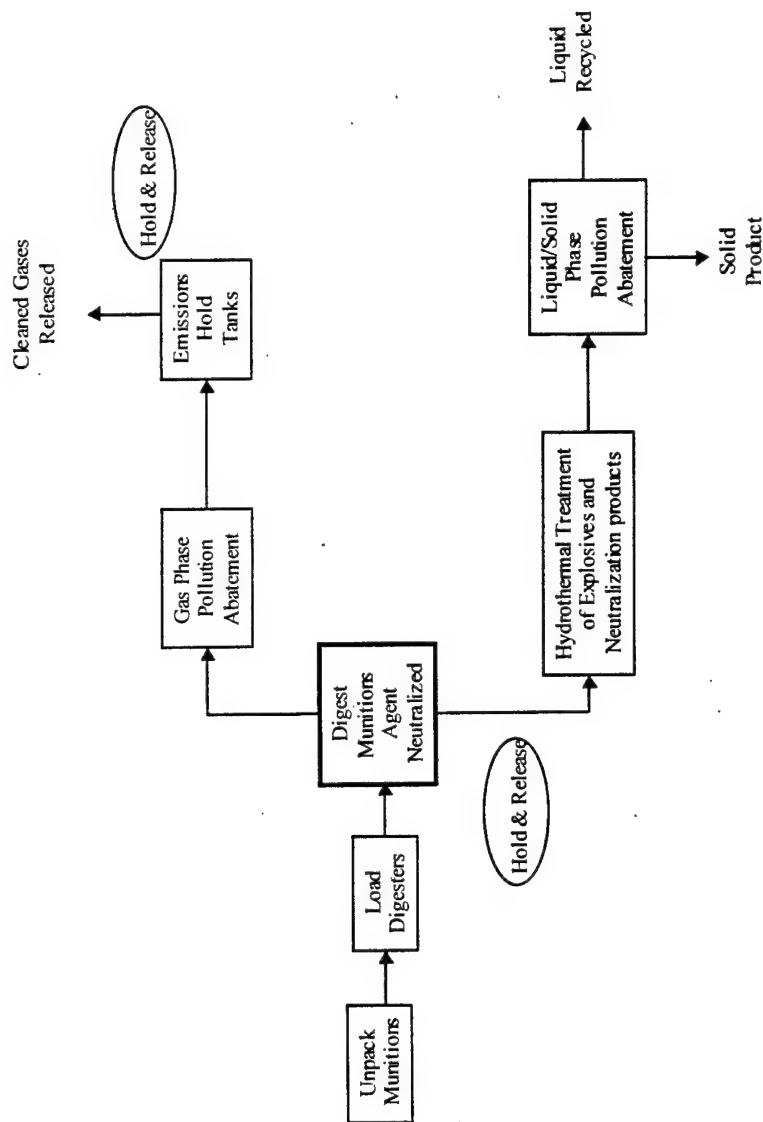 Unpack
Munitions
Load
Digesters
Digest
Munitions
Agent
Neutralized
Gas Phase
Pollution
Abatement
Emissions
Hold
Tanks
Hold & Release
Cleaned Gases
Released
Hold & Release
Hydrothermal Treatment
of Explosives and
Neutralization products
Liquid/Solid
Phase
Pollution
Abatement
Liquid
Recycled
Solid
Product